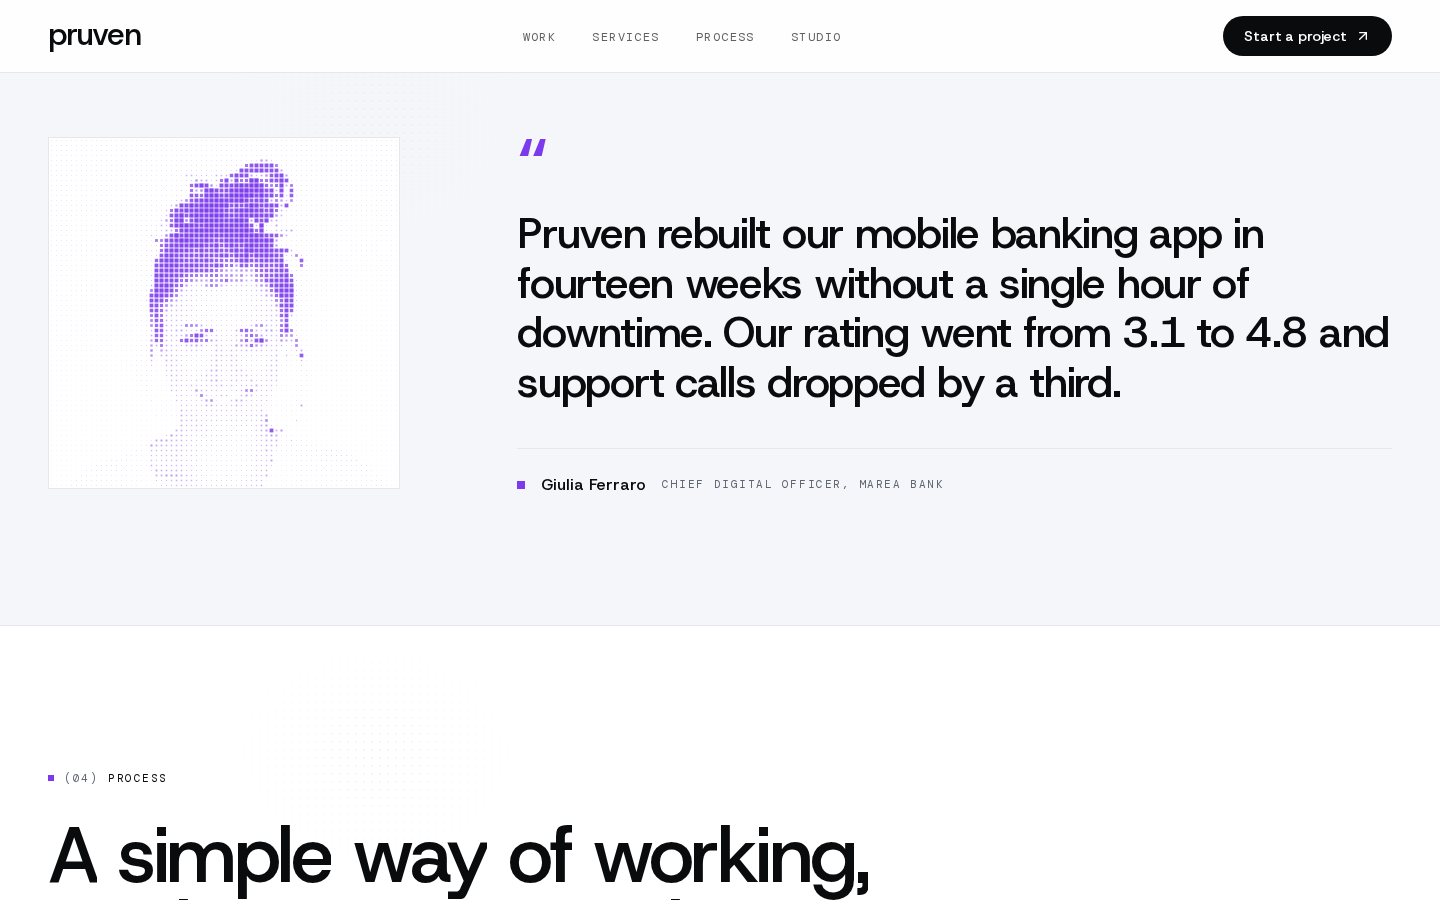 pruven
WORK SERVICES PROCESS STUDIO
Start a project
“
Pruven rebuilt our mobile banking app in
fourteen weeks without a single hour of
downtime. Our rating went from 3.1 to 4.8 and
support calls dropped by a third.
Giulia Ferraro CHIEF DIGITAL OFFICER, MAREA BANK
(04) PROCESS
A simple way of working,